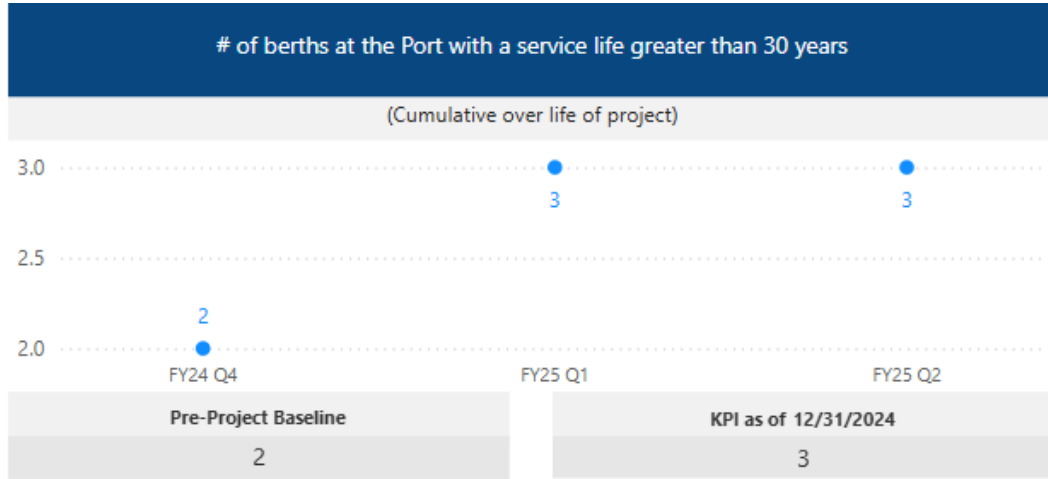 # of berths at the Port with a service life greater than 30 years
(Cumulative over life of project)
3.0
3
3
2.5
2
2.0
FY24 Q4
FY25 Q1
FY25 Q2
Pre-Project Baseline
KPI as of 12/31/2024
2
3